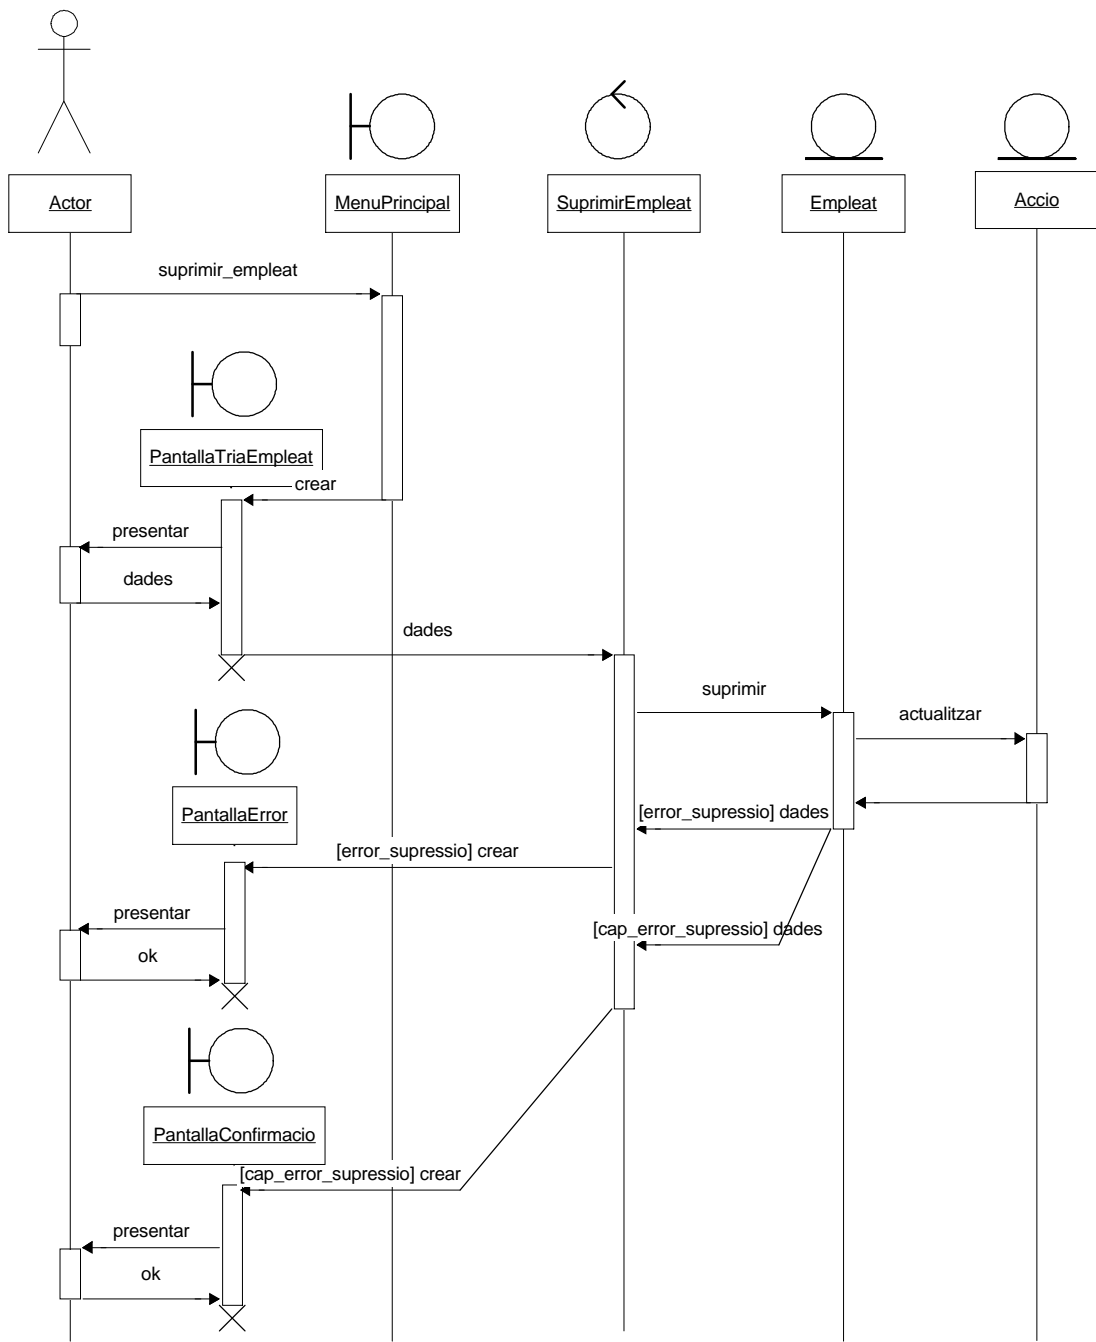 Actor
MenuPrincipal
SuprimirEmpleat
Empleat
Accio
suprimir_empleat
PantallaTriaEmpleat
crear
presentar
dades
dades
suprimir
actualitzar
PantallaError
[error_supressio] dades
[error_supressio] crear
presentar
[cap_error_supressio] dades
ok
PantallaConfirmacio
[cap_error_supressio] crear
presentar
ok